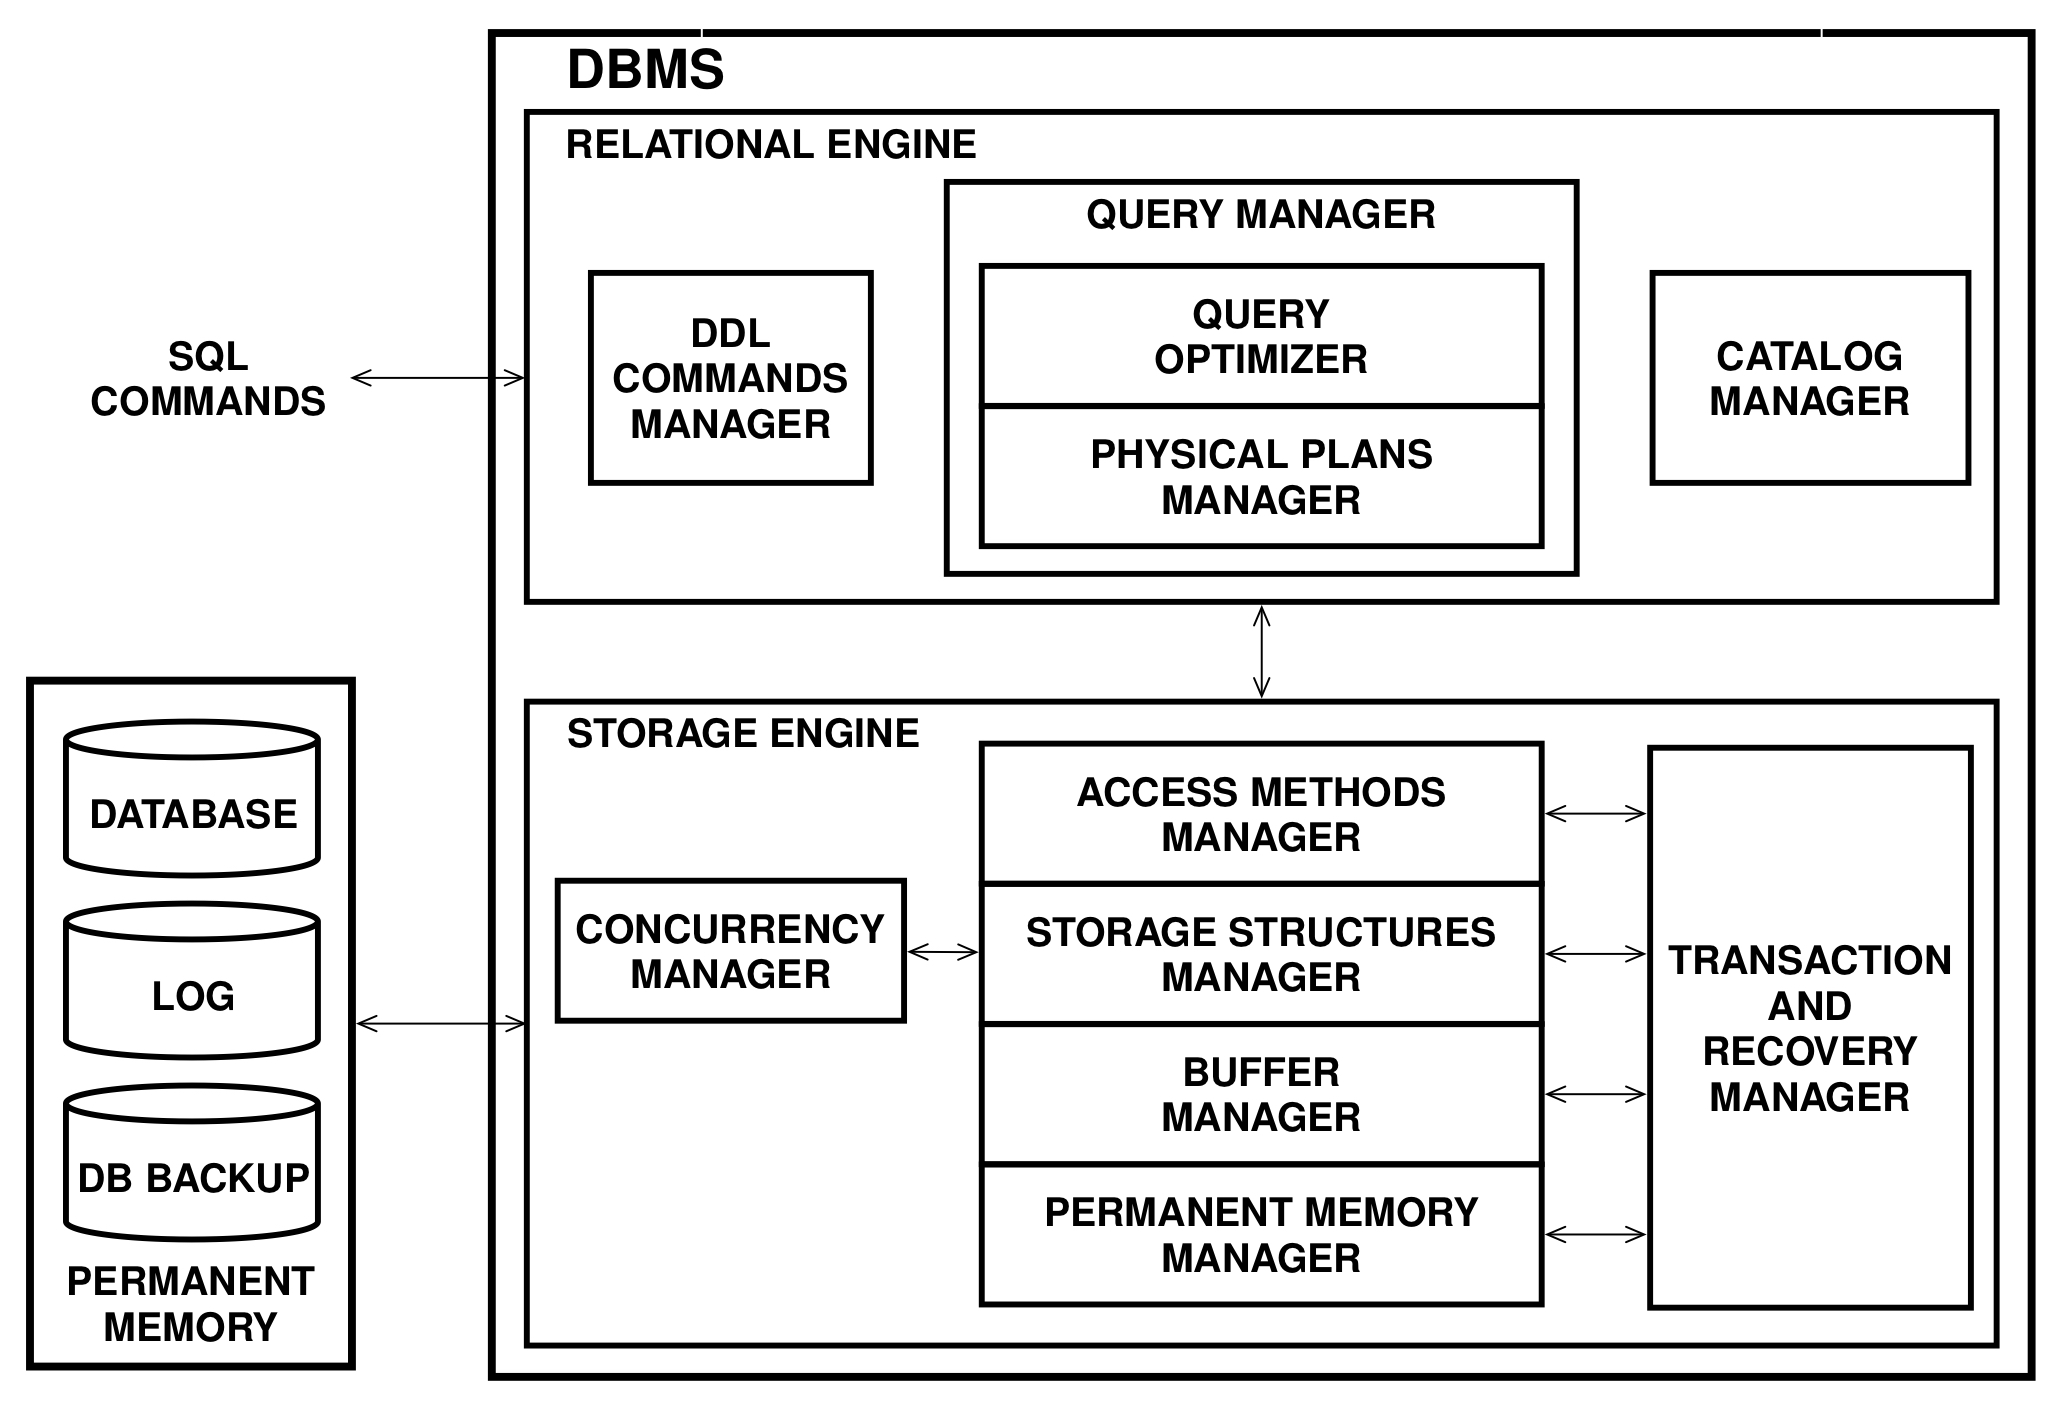 DBMS
RELATIONAL ENGINE
QUERY MANAGER
SQL
COMMANDS
DDL
COMMANDS
MANAGER
QUERY
OPTIMIZER
PHYSICAL PLANS
MANAGER
CATALOG
MANAGER
STORAGE ENGINE
DATABASE
LOG
DB BACKUP
PERMANENT
MEMORY
CONCURRENCY
MANAGER
ACCESS METHODS
MANAGER
STORAGE STRUCTURES
MANAGER
BUFFER
MANAGER
PERMANENT MEMORY
MANAGER
TRANSACTION
AND
RECOVERY
MANAGER